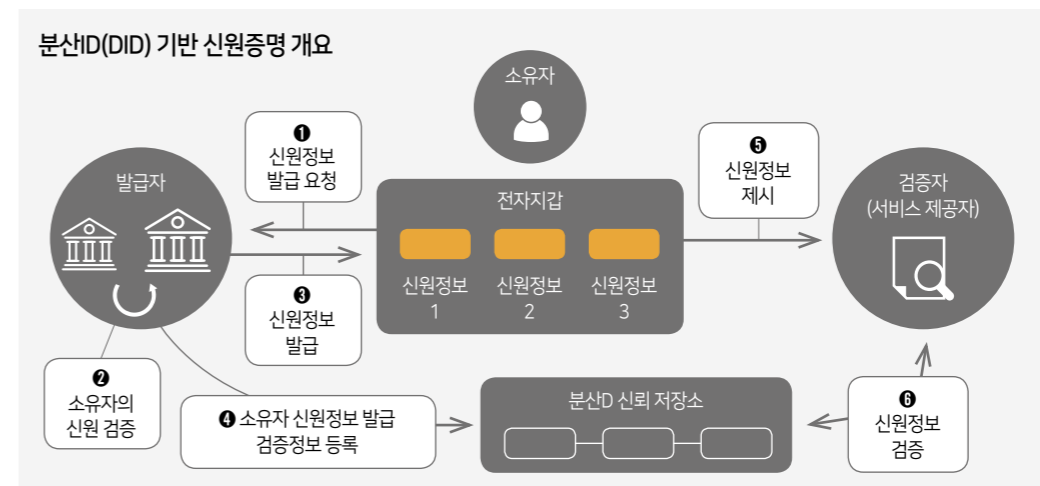 분산ID(DID) 기반 신원증명 개요
소유자
❶
신원정보
발급 요청
❺
신원정보
제시
발급자
전자지갑
검증자
(서비스 제공자)
신원정보
1
신원정보
2
신원정보
3
❸
신원정보
발급
❷
소유자의
신원 검증
❹ 소유자 신원정보 발급
검증정보 등록
분산D 신뢰 저장소
❻
신원정보
검증